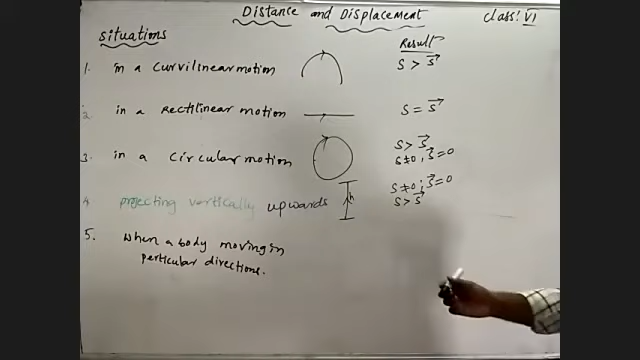 Distance and Displacement
Class: VI
Situations
Result
1. in a curvilinear motion
S > S⃗
2. in a Rectilinear motion
S = S⃗
3. in a Circular motion
S > S⃗
S≠0, S⃗=0
4. projecting vertically upwards
h
S≠0; S⃗=0
S > S⃗
5. When a body moving in
perticular directions.